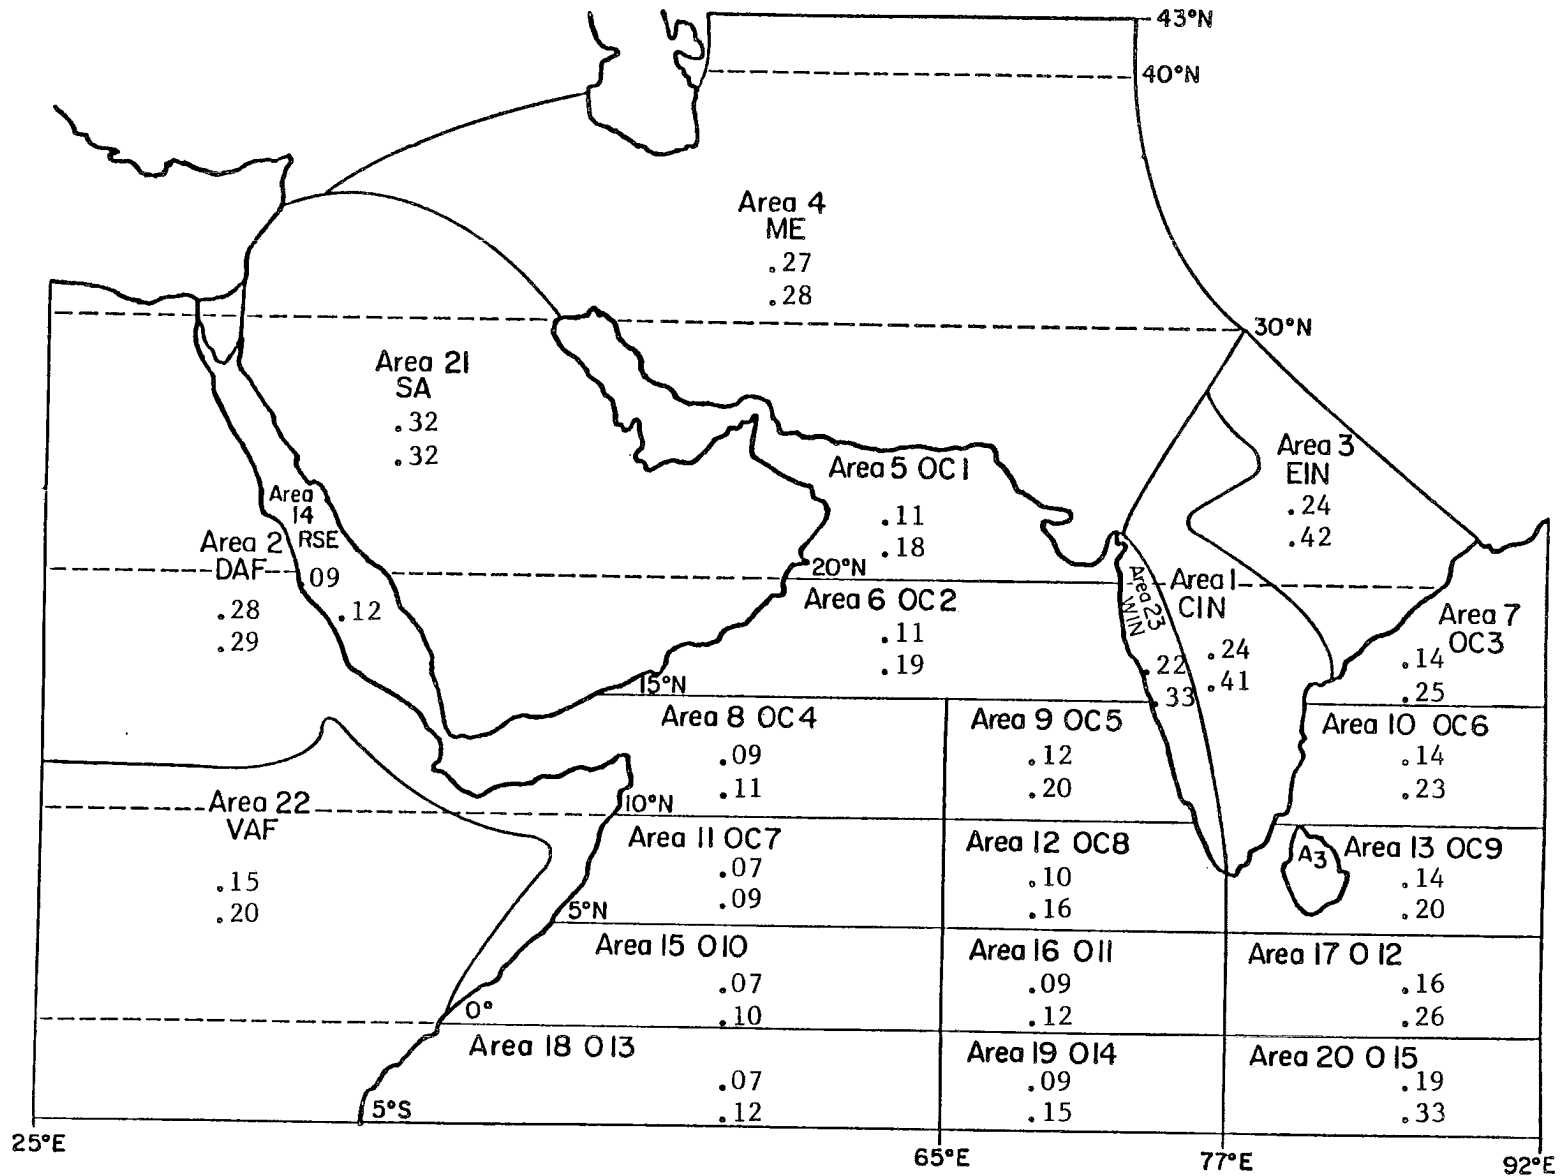 43°N
40°N
Area 4
ME
.27
.28
30°N
Area 21
SA
.32
.32
Area 3
EIN
.24
.42
Area 5 OC1
.11
.18
Area
14
RSE
.09
.12
Area 2
DAF
.28
.29
20°N
Area 6 OC2
.11
.19
Area 23
WIN
.22
.33
Area 1
CIN
.24
.41
Area 7
OC3
.14
.25
15°N
Area 8 OC4
.09
.11
Area 9 OC5
.12
.20
Area 10 OC6
.14
.23
Area 22
VAF
.15
.20
10°N
Area 11 OC7
.07
.09
Area 12 OC8
.10
.16
A3
Area 13 OC9
.14
.20
5°N
Area 15 O10
.07
.10
Area 16 O11
.09
.12
Area 17 O12
.16
.26
0°
Area 18 O13
.07
.12
Area 19 O14
.09
.15
Area 20 O15
.19
.33
5°S
25°E
65°E
77°E
92°E